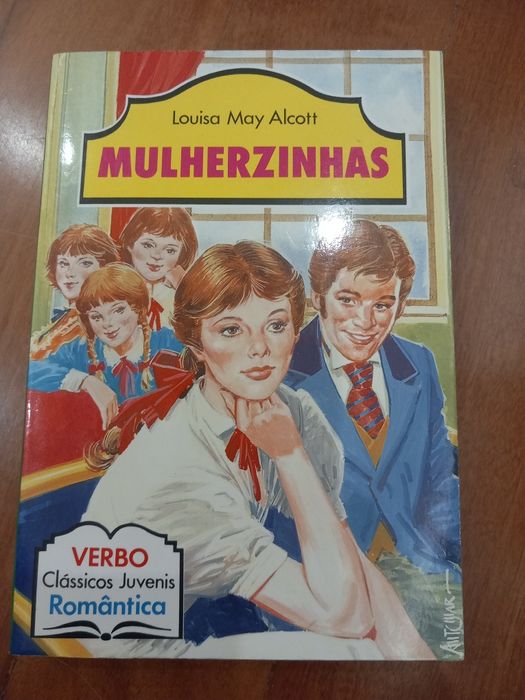 Louisa May Alcott
MULHERZINHAS
VERBO
Clássicos Juvenis
Romântica